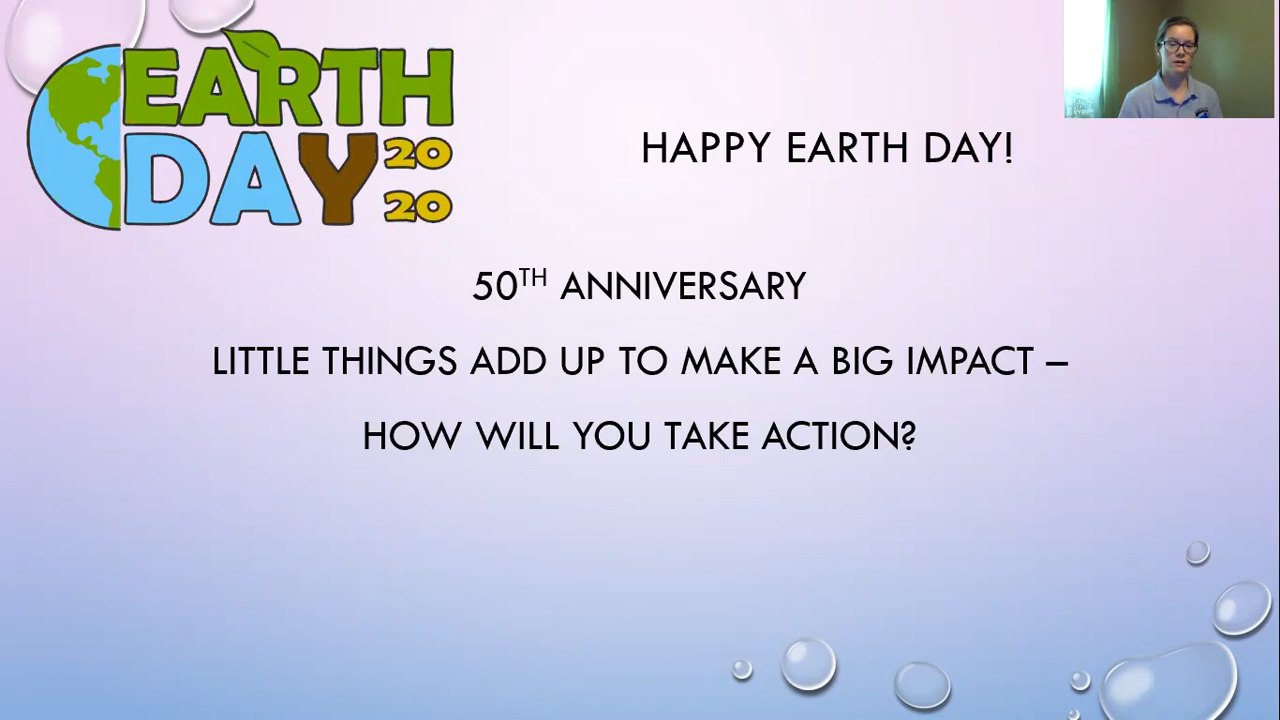 EARTH
DAY 20
20
HAPPY EARTH DAY!
50TH ANNIVERSARY
LITTLE THINGS ADD UP TO MAKE A BIG IMPACT –
HOW WILL YOU TAKE ACTION?